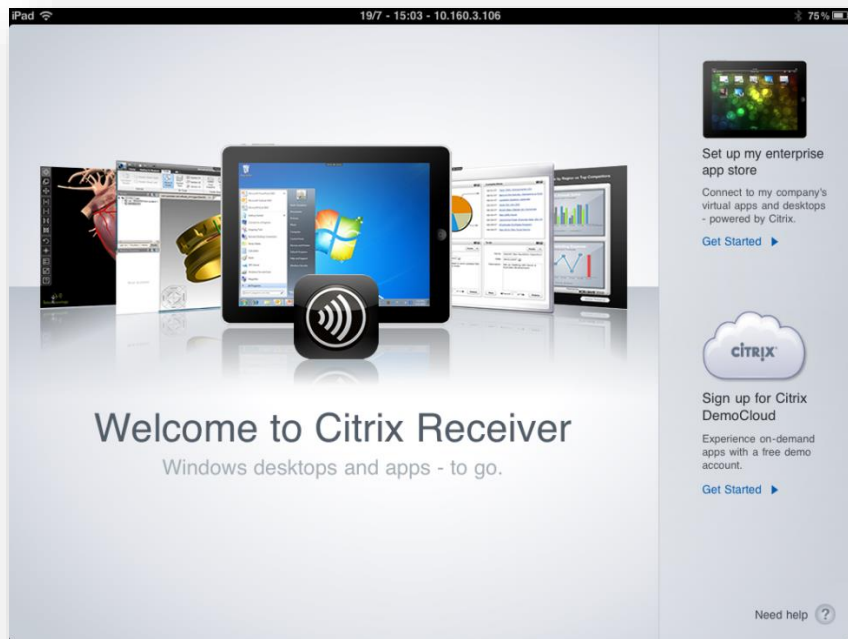 iPad
19/7 - 15:03 - 10.160.3.106
75%
Welcome to Citrix Receiver
Windows desktops and apps - to go.
Set up my enterprise
app store
Connect to my company's
virtual apps and desktops
- powered by Citrix.
Get Started
CITRIX
Sign up for Citrix
DemoCloud
Experience on-demand
apps with a free demo
account.
Get Started
Need help ?